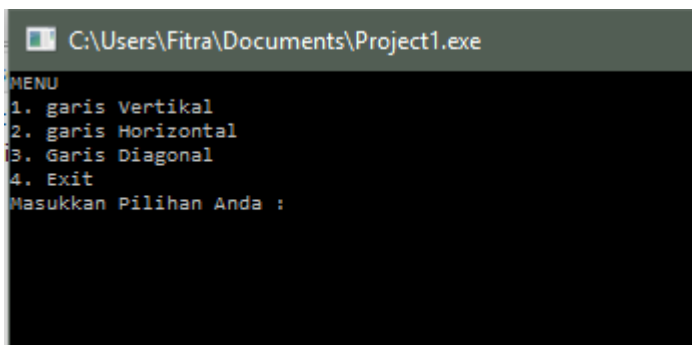 C:\Users\Fitra\Documents\Project1.exe
MENU
1. garis Vertikal
2. garis Horizontal
3. Garis Diagonal
4. Exit
Masukkan Pilihan Anda :